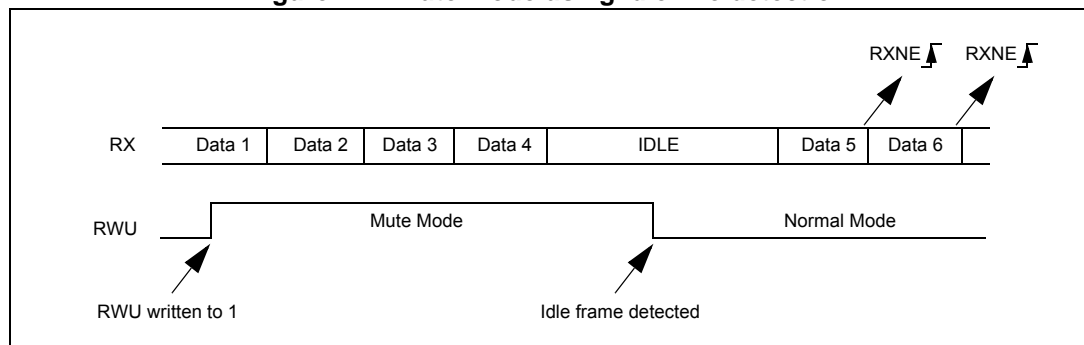 RXNE RXNE
RX Data 1 Data 2 Data 3 Data 4 IDLE Data 5 Data 6
RWU Mute Mode Normal Mode
RWU written to 1 Idle frame detected